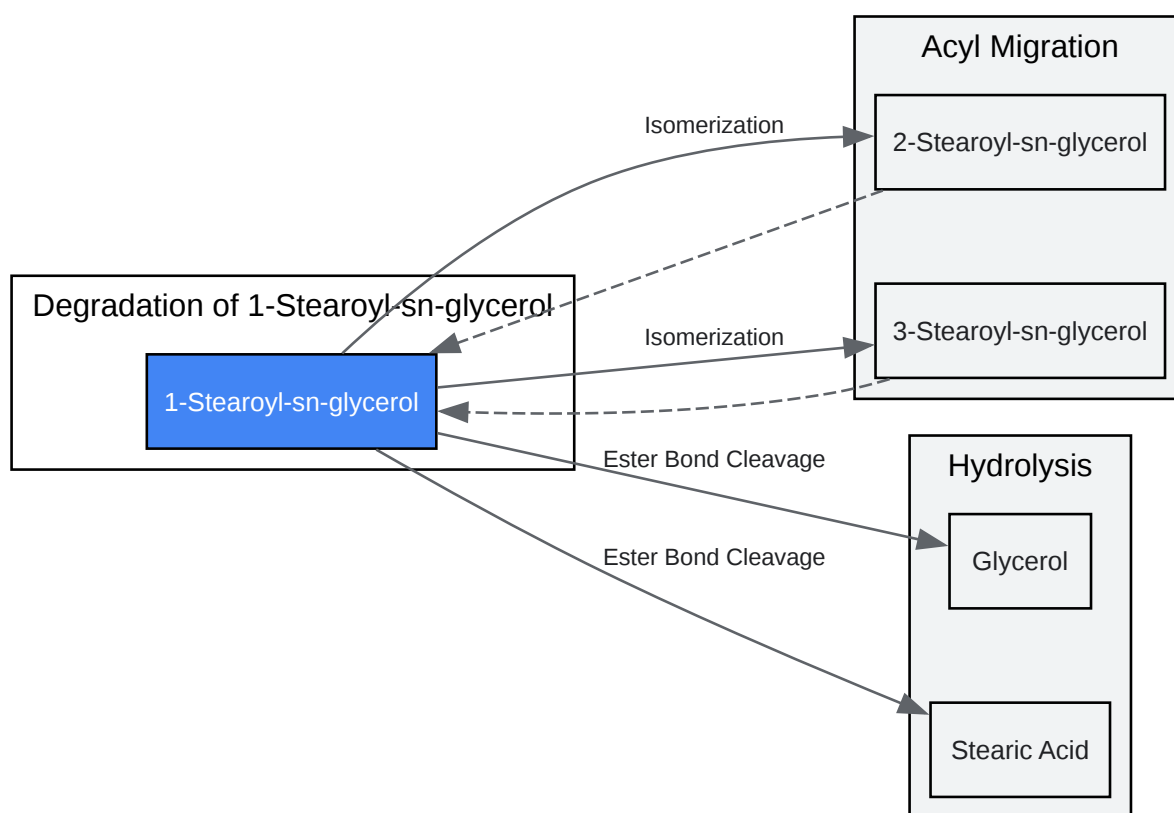 Acyl Migration
Isomerization
2-Stearoyl-sn-glycerol
Degradation of 1-Stearoyl-sn-glycerol
Isomerization
3-Stearoyl-sn-glycerol
1-Stearoyl-sn-glycerol
Ester Bond Cleavage
Hydrolysis
Glycerol
Ester Bond Cleavage
Stearic Acid